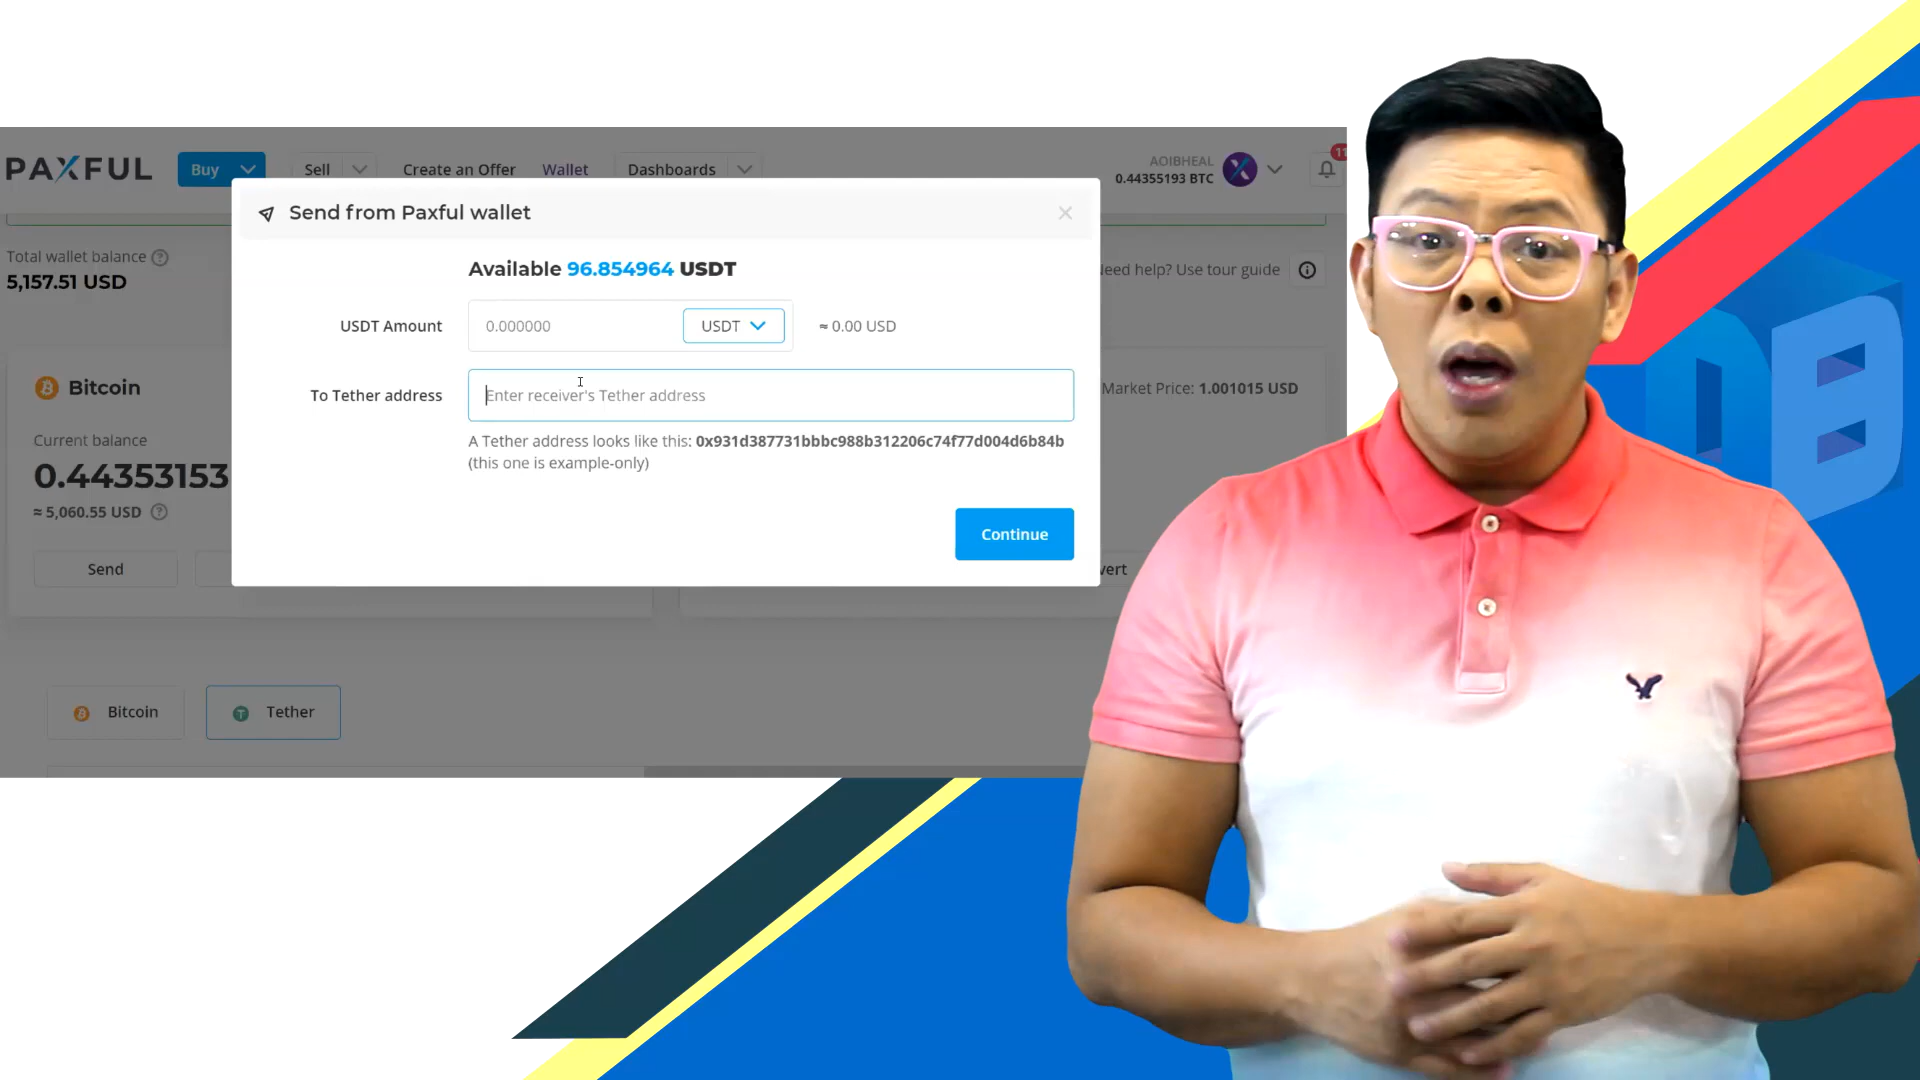 PAXFUL
Buy
Sell
Create an Offer
Wallet
Dashboards
AOIBHEAL
0.44355193 BTC
11
Send from Paxful wallet
Total wallet balance
5,157.51 USD
Need help? Use tour guide
Available 96.854964 USDT
USDT Amount
0.000000
USDT
≈ 0.00 USD
Bitcoin
Market Price: 1.001015 USD
To Tether address
Enter receiver's Tether address
Current balance
0.44353153
≈ 5,060.55 USD
A Tether address looks like this: 0x931d387731bbbc988b312206c74f77d004d6b84b
(this one is example-only)
Continue
Send
vert
Bitcoin
Tether
DB